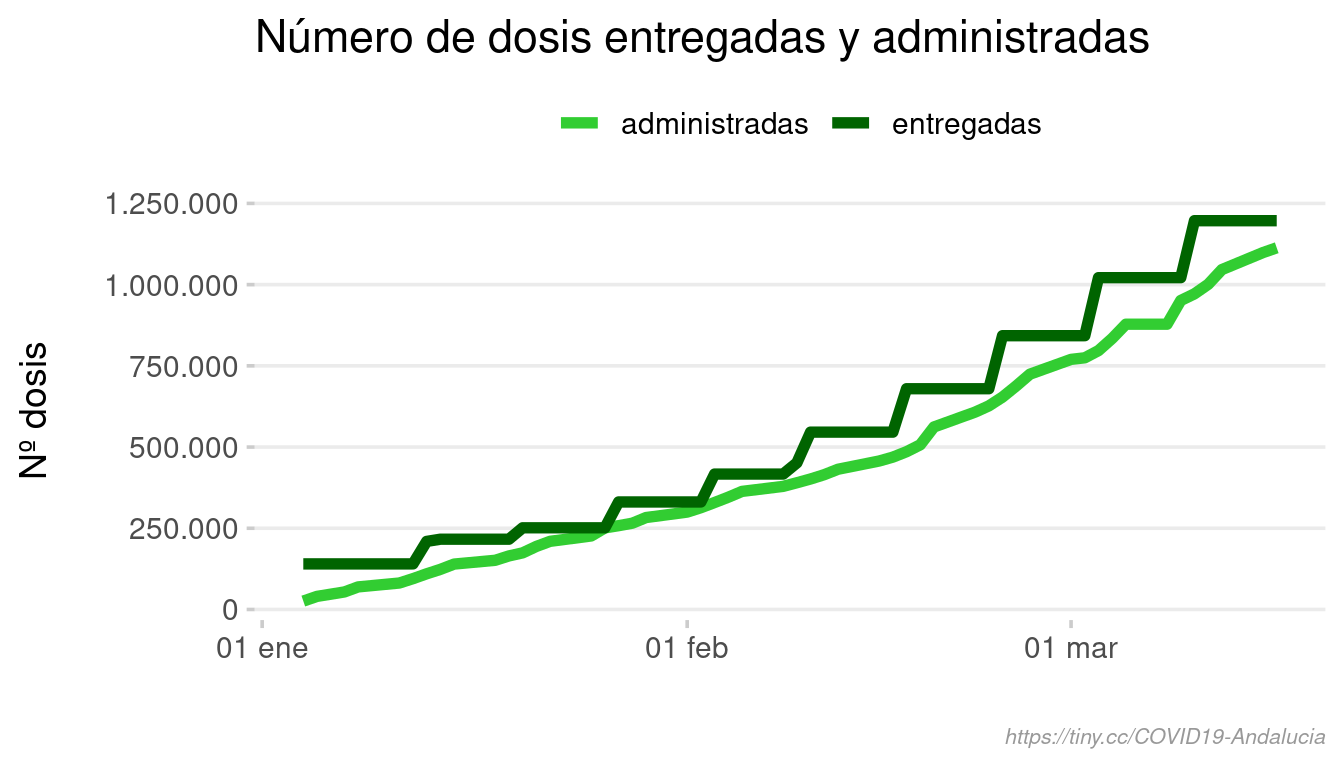 Número de dosis entregadas y administradas
administradas entregadas
1.250.000
1.000.000
750.000
500.000
250.000
0
Nº dosis
01 ene 01 feb 01 mar
https://tiny.cc/COVID19-Andalucia